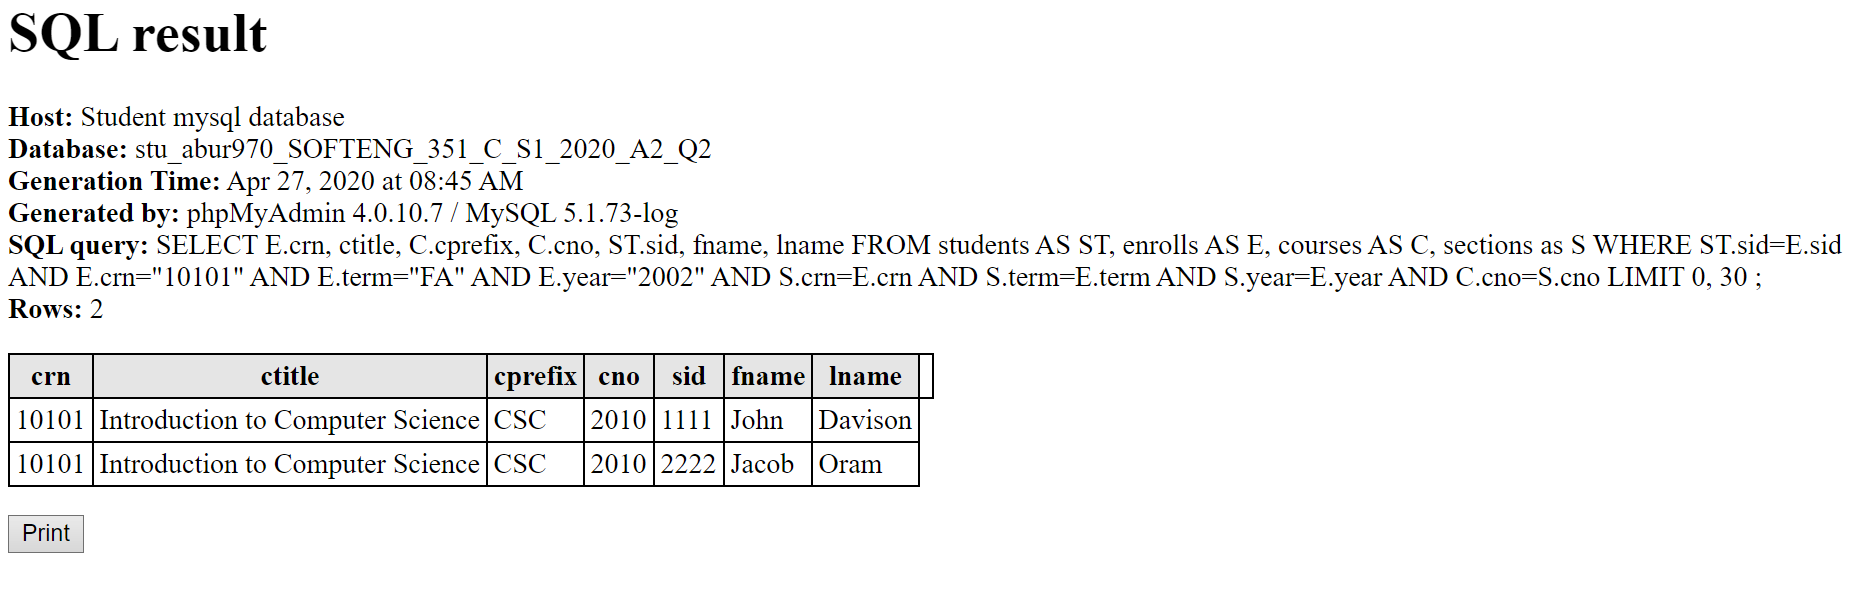 SQL result
Host: Student mysql database
Database: stu_abur970_SOFTENG_351_C_S1_2020_A2_Q2
Generation Time: Apr 27, 2020 at 08:45 AM
Generated by: phpMyAdmin 4.0.10.7 / MySQL 5.1.73-log
SQL query: SELECT E.crn, ctitle, C.cprefix, C.cno, ST.sid, fname, lname FROM students AS ST, enrolls AS E, courses AS C, sections as S WHERE ST.sid=E.sid
AND E.crn="10101" AND E.term="FA" AND E.year="2002" AND S.crn=E.crn AND S.term=E.term AND S.year=E.year AND C.cno=S.cno LIMIT 0, 30 ;
Rows: 2
crn ctitle cprefix cno sid fname lname
10101 Introduction to Computer Science CSC 2010 1111 John Davison
10101 Introduction to Computer Science CSC 2010 2222 Jacob Oram
Print